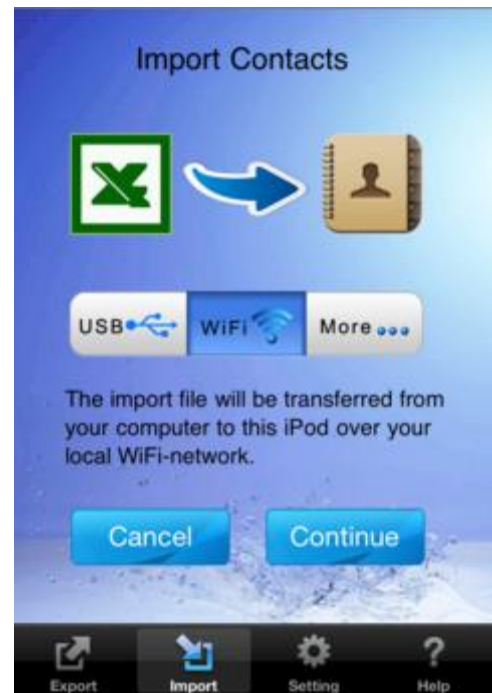 Import Contacts
USB WiFi More
The import file will be transferred from
your computer to this iPod over your
local WiFi-network.
Cancel Continue
Export Import Setting Help